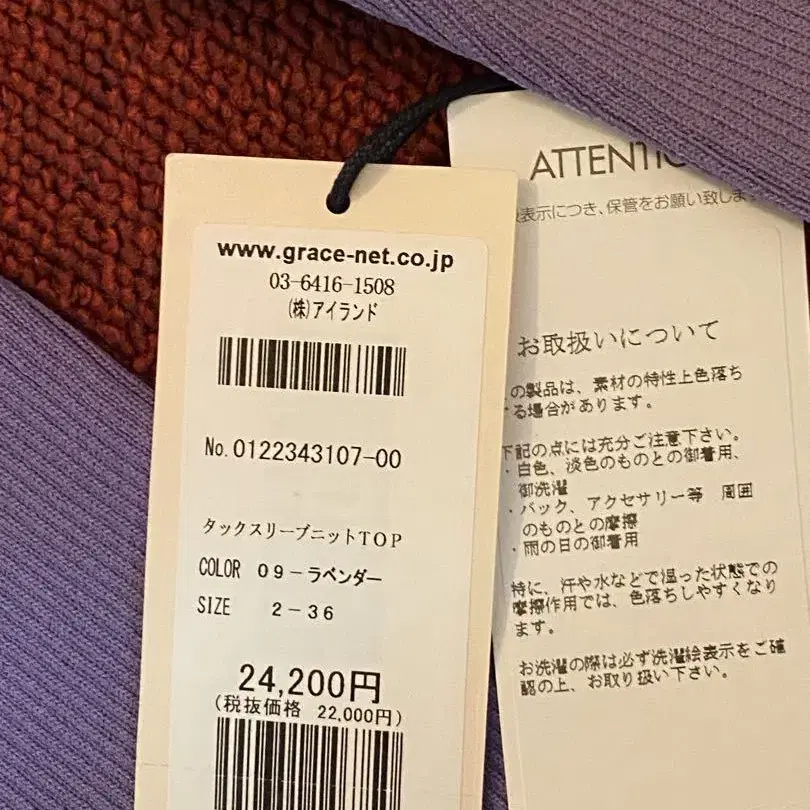 www.grace-net.co.jp
03-6416-1508
(株)アイランド
No.0122343107-00
タックスリーブニットTOP
COLOR 09-ラベンダー
SIZE 2-36
24,200円
(税抜価格 22,000円)
ATTENTIO
表示につき、保管をお願い致しま
お取扱いについて
の製品は、素材の特性上色落ち
る場合があります。
下記の点には充分ご注意下さい。
・白色、淡色のものとの御着用、
御洗濯
・バック、アクセサリー等 周囲
のものとの摩擦
・雨の日の御着用
特に、汗や水などで湿った状態での
摩擦作用では、色落ちしやすくなり
ます。
お洗濯の際は必ず洗濯絵表示をご確
認の上、お取り扱い下さい。